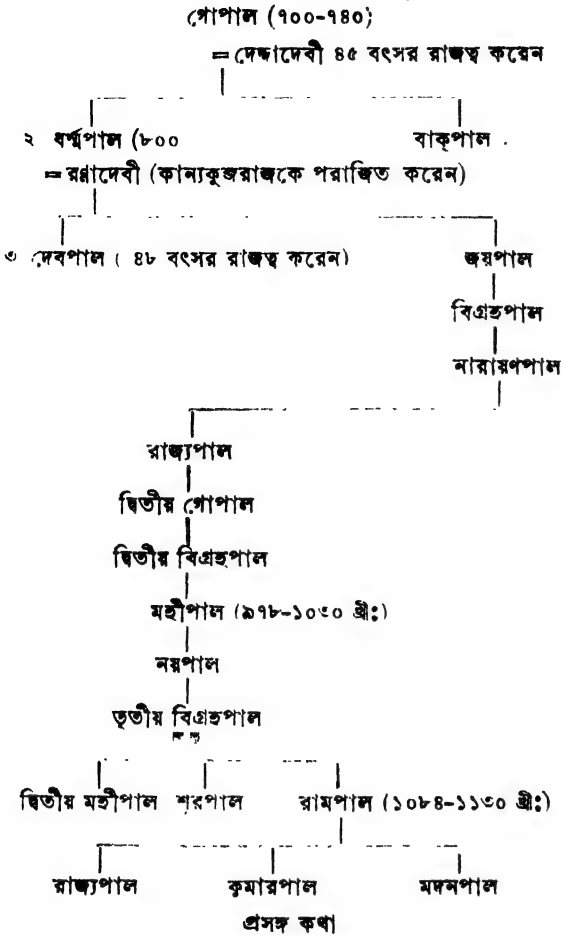 গোপাল (৭০০-৭৪০)
= দেদ্দাদেবী ৪৫ বৎসর রাজত্ব করেন
২ ধর্ম্মপাল (৮০০ বাক্‌পাল
= রন্নাদেবী (কান্যকুব্জরাজকে পরাজিত করেন)
৩ দেবপাল ( ৪৮ বৎসর রাজত্ব করেন) জয়পাল
বিগ্রহপাল
নারায়ণপাল
রাজ্যপাল
দ্বিতীয় গোপাল
দ্বিতীয় বিগ্রহপাল
মহীপাল (৯৭৮-১০৩০ খ্রীঃ)
নয়পাল
তৃতীয় বিগ্রহপাল
দ্বিতীয় মহীপাল শূরপাল রামপাল (১০৮৪-১১৩০ খ্রীঃ)
রাজ্যপাল কুমারপাল মদনপাল
প্রসঙ্গ কথা